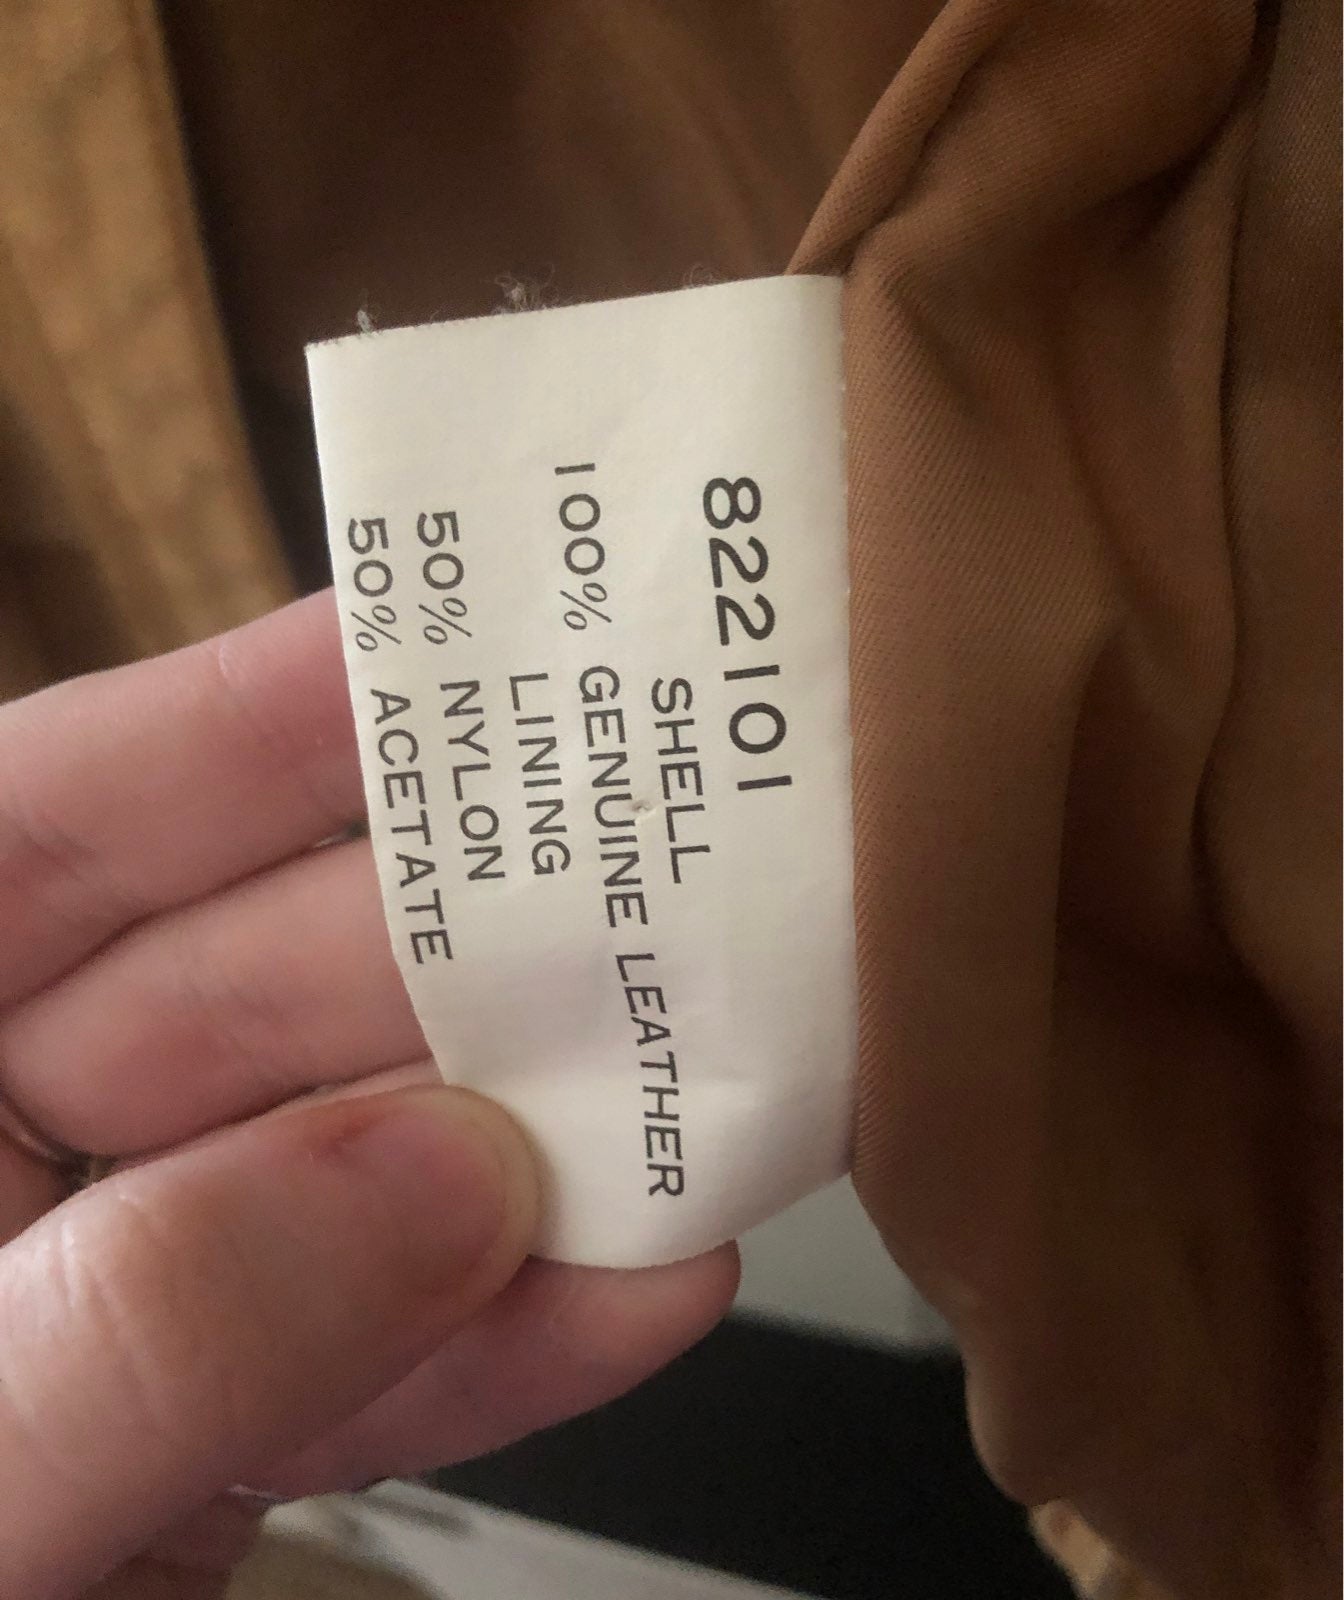 822101
SHELL
100% GENUINE LEATHER
LINING
50% NYLON
50% ACETATE